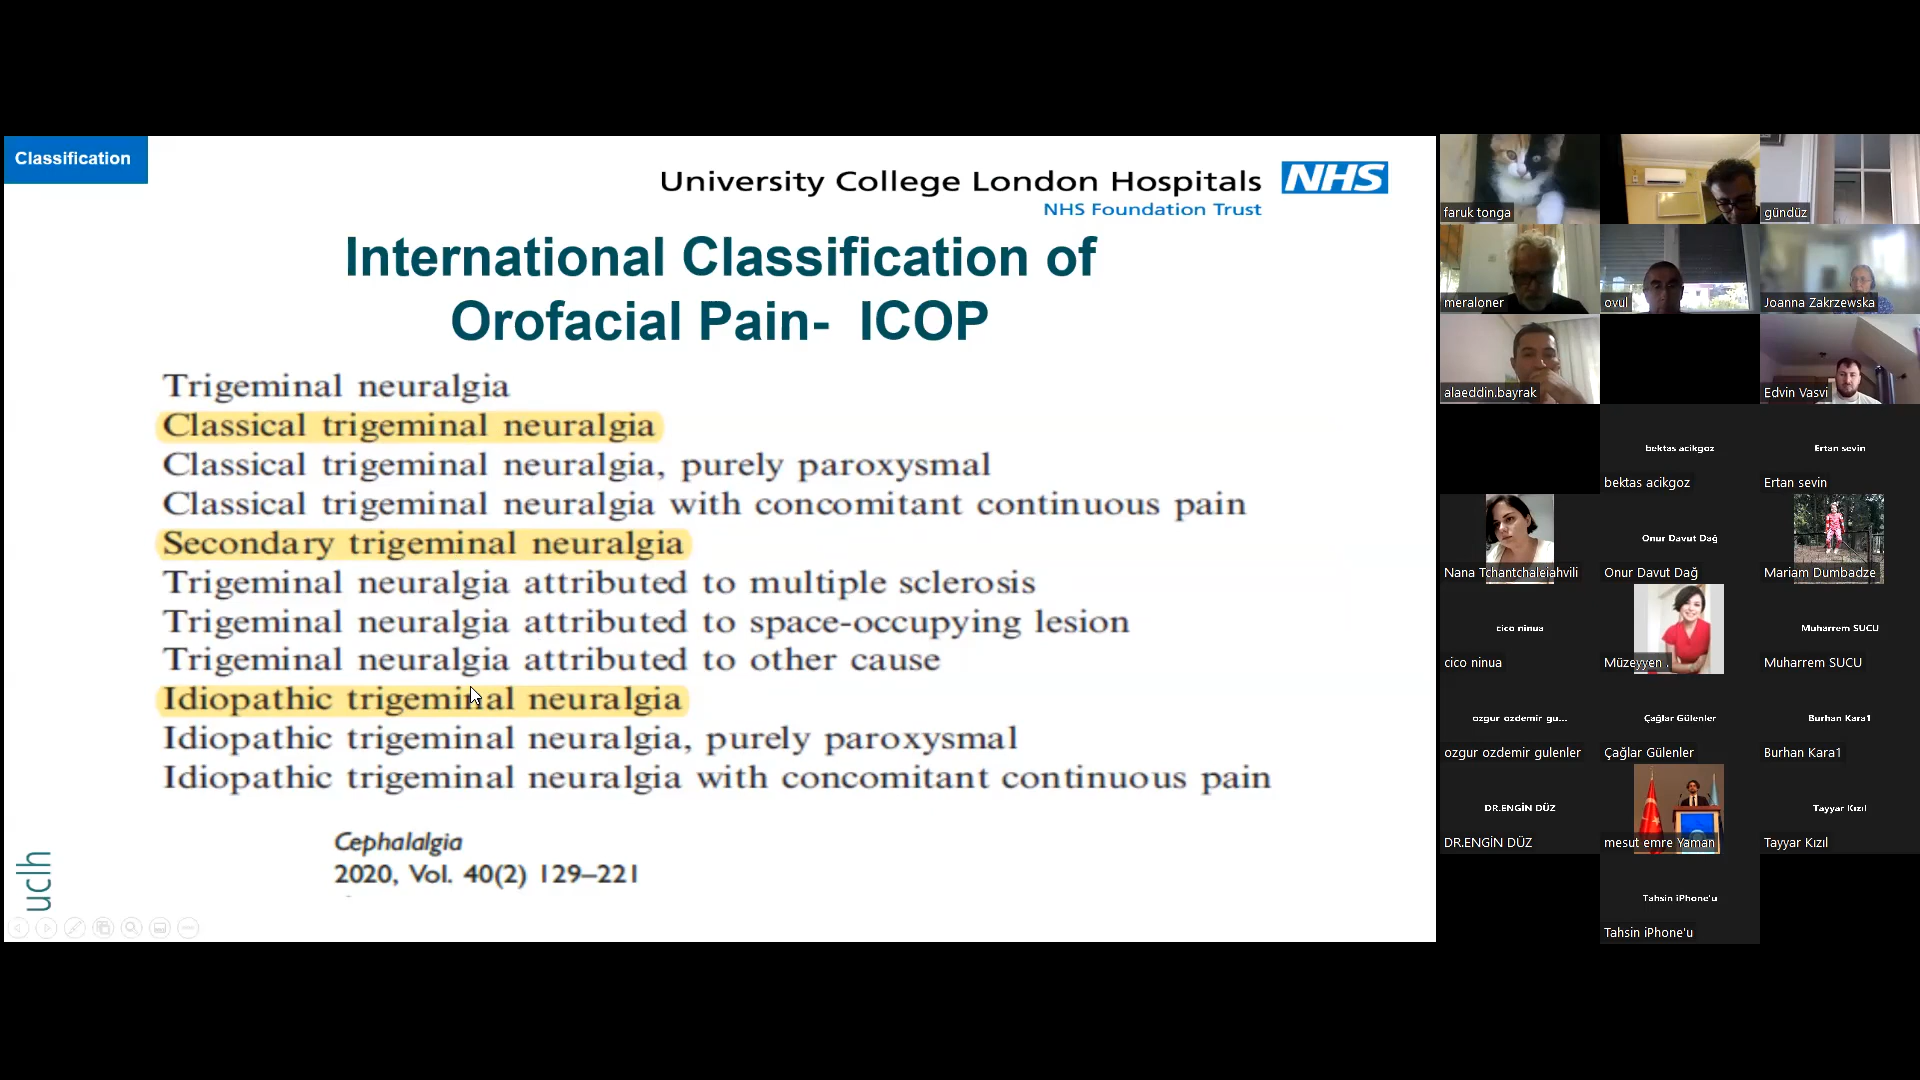 Classification
University College London Hospitals
NHS
NHS Foundation Trust
International Classification of
Orofacial Pain- ICOP
Trigeminal neuralgia
Classical trigeminal neuralgia
Classical trigeminal neuralgia, purely paroxysmal
Classical trigeminal neuralgia with concomitant continuous pain
Secondary trigeminal neuralgia
Trigeminal neuralgia attributed to multiple sclerosis
Trigeminal neuralgia attributed to space-occupying lesion
Trigeminal neuralgia attributed to other cause
Idiopathic trigeminal neuralgia
Idiopathic trigeminal neuralgia, purely paroxysmal
Idiopathic trigeminal neuralgia with concomitant continuous pain
Cephalalgia
2020, Vol. 40(2) 129–221
uclh
faruk tonga
gündüz
meraloner
ovul
Joanna Zakrzewska
alaeddin.bayrak
Edvin Vasvi
bektas acikgoz
bektas acikgoz
Ertan sevin
Ertan sevin
Nana Tchantchaleiahvili
Onur Davut Dağ
Onur Davut Dağ
Mariam Dumbadze
cico ninua
cico ninua
Müzeyyen .
Muharrem SUCU
Muharrem SUCU
ozgur ozdemir gu...
ozgur ozdemir gulenler
Çağlar Gülenler
Çağlar Gülenler
Burhan Kara1
Burhan Kara1
DR.ENGİN DÜZ
DR.ENGİN DÜZ
mesut emre Yaman
Tayyar Kızıl
Tayyar Kızıl
Tahsin iPhone'u
Tahsin iPhone'u